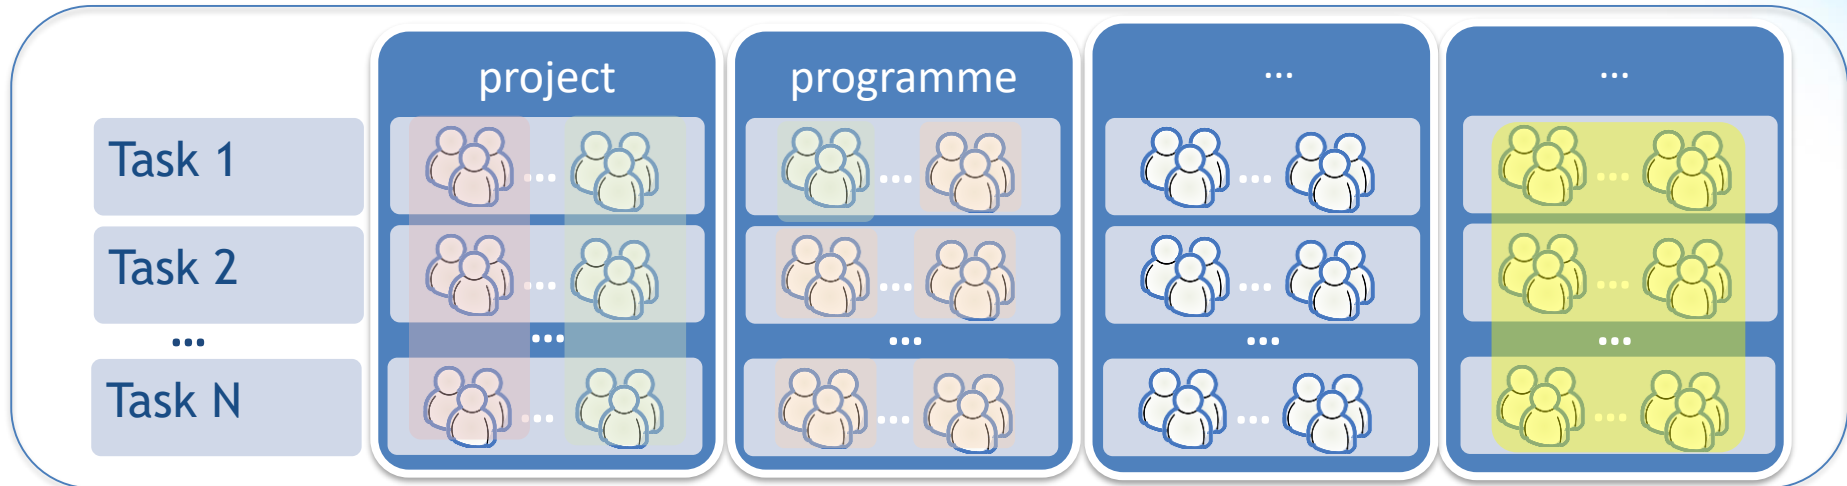 project programme ... ...
Task 1 ... ... ... ...
Task 2 ... ... ... ...
... ... ... ... ...
Task N ... ... ... ...